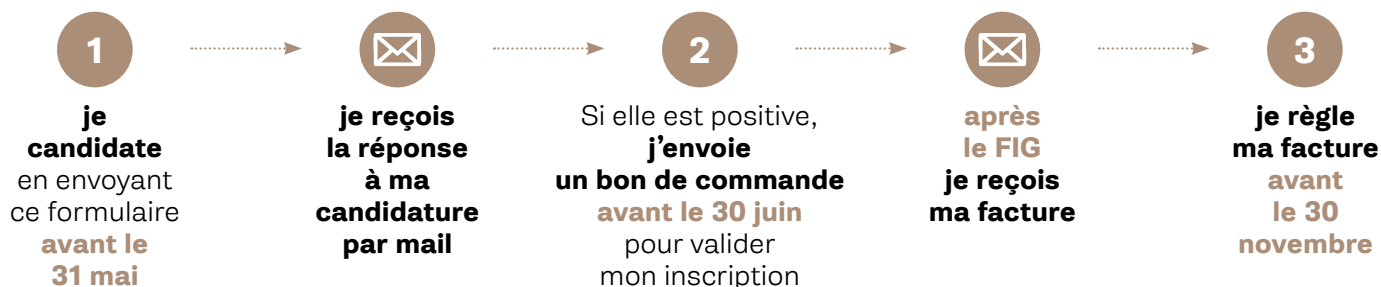 1
je
candidate
en envoyant
ce formulaire
avant le
31 mai
je reçois
la réponse
à ma
candidature
par mail
2
Si elle est positive,
j’envoie
un bon de commande
avant le 30 juin
pour valider
mon inscription
après
le FIG
je reçois
ma facture
3
je règle
ma facture
avant
le 30
novembre